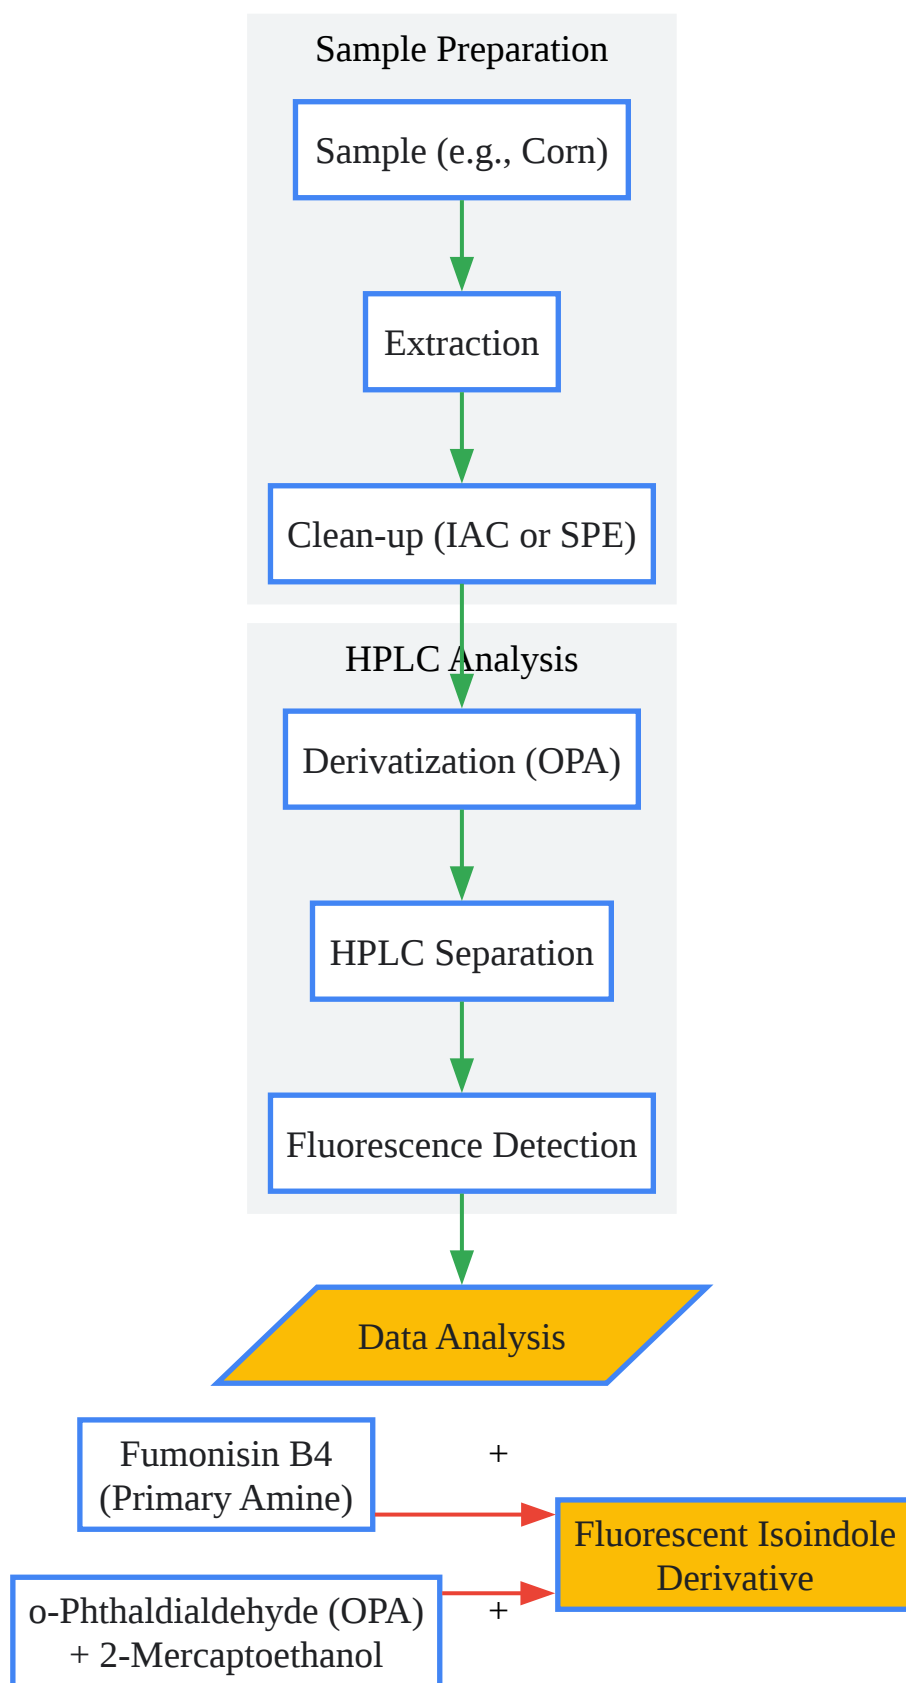 Sample Preparation
Sample (e.g., Corn)
Extraction
Clean-up (IAC or SPE)
HPLC Analysis
Derivatization (OPA)
HPLC Separation
Fluorescence Detection
Data Analysis
Fumonisin B4
(Primary Amine)
+
Fluorescent Isoindole
Derivative
o-Phthaldialdehyde (OPA)
+ 2-Mercaptoethanol
+